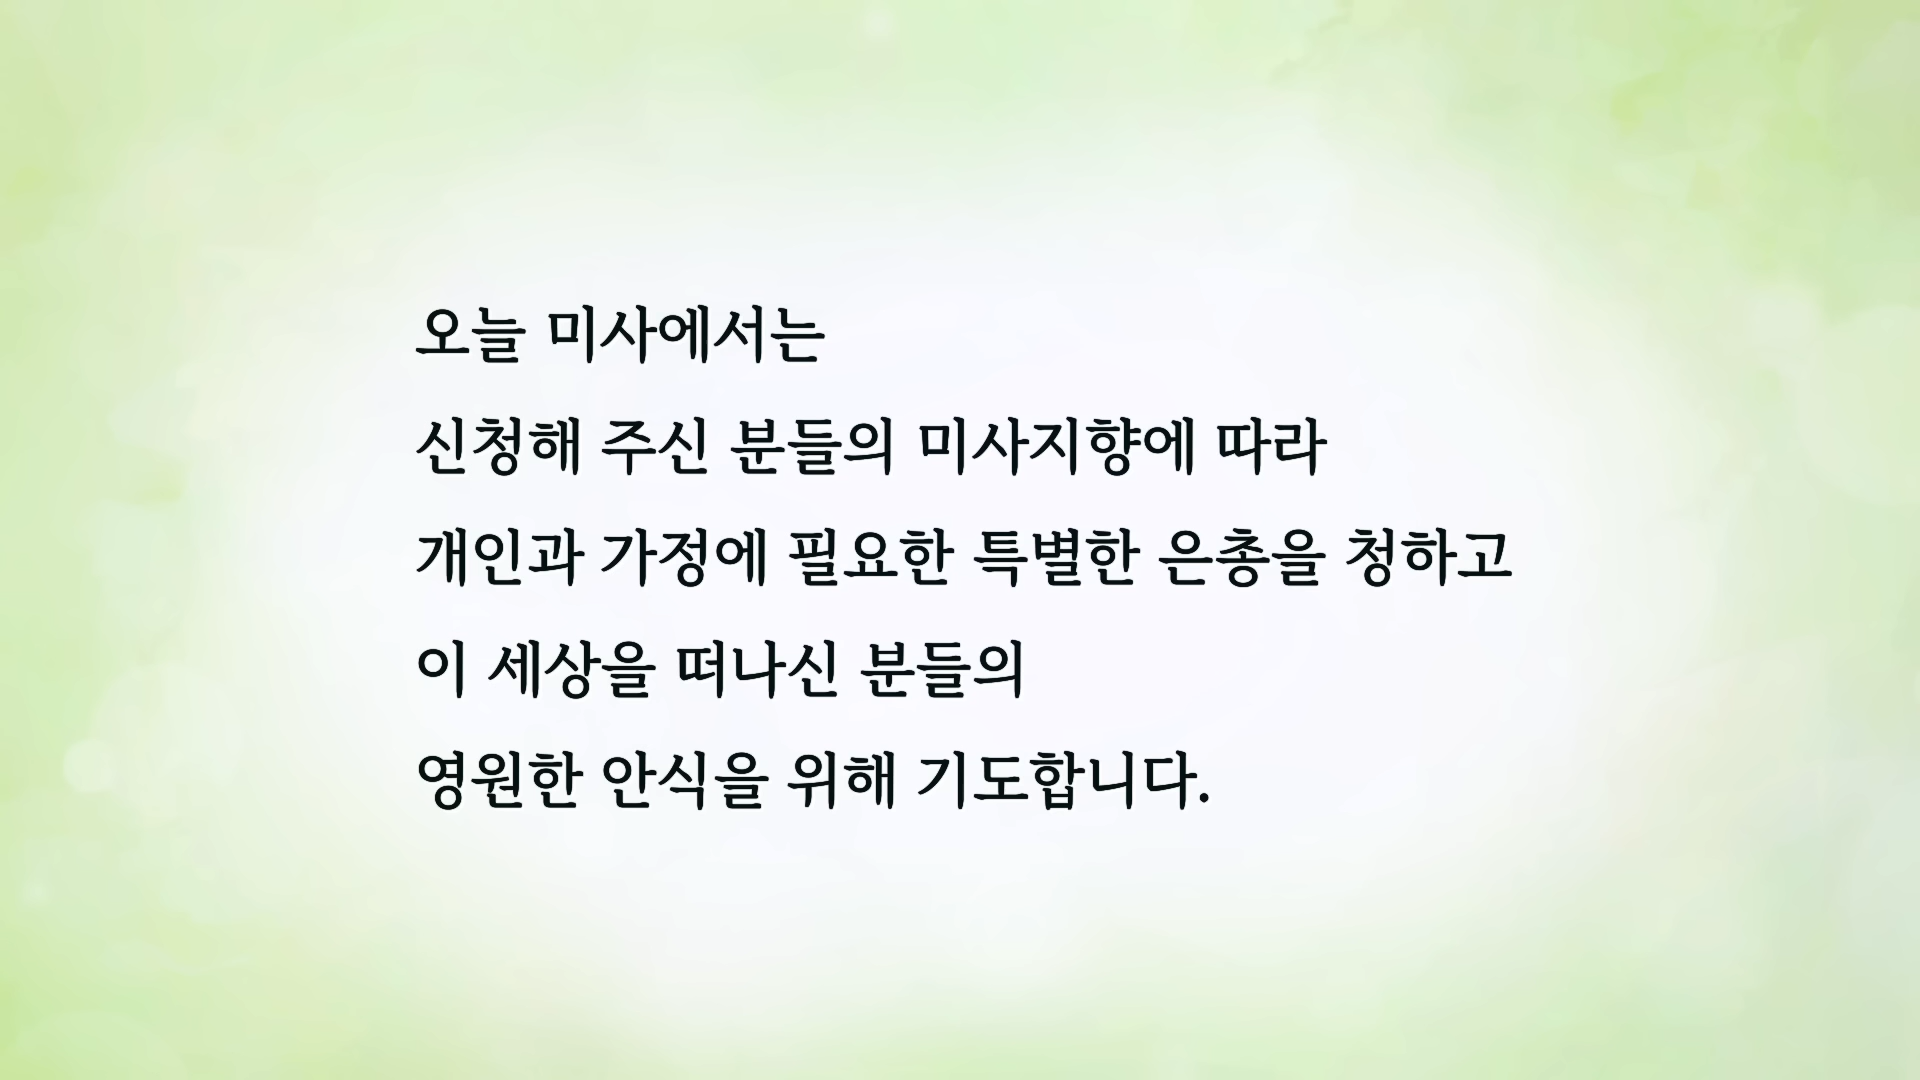 오늘 미사에서는
신청해 주신 분들의 미사지향에 따라
개인과 가정에 필요한 특별한 은총을 청하고
이 세상을 떠나신 분들의
영원한 안식을 위해 기도합니다.